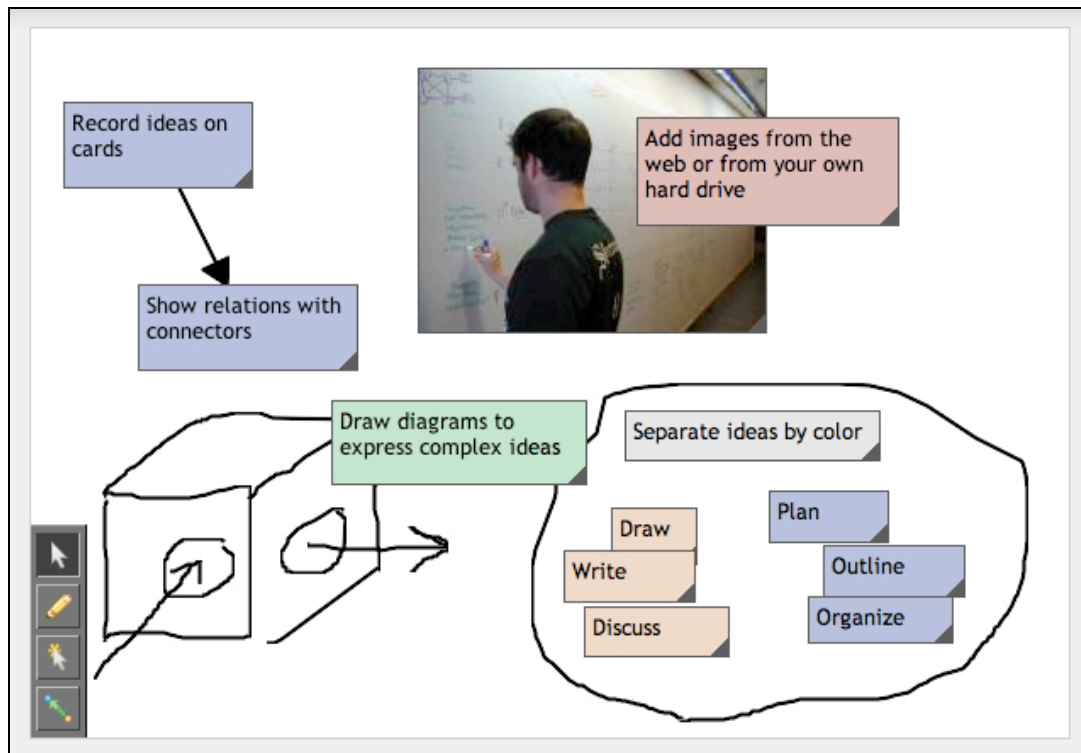 Record ideas on
cards
Add images from the
web or from your own
hard drive
Show relations with
connectors
Draw diagrams to
express complex ideas
Separate ideas by color
Draw
Write
Discuss
Plan
Outline
Organize